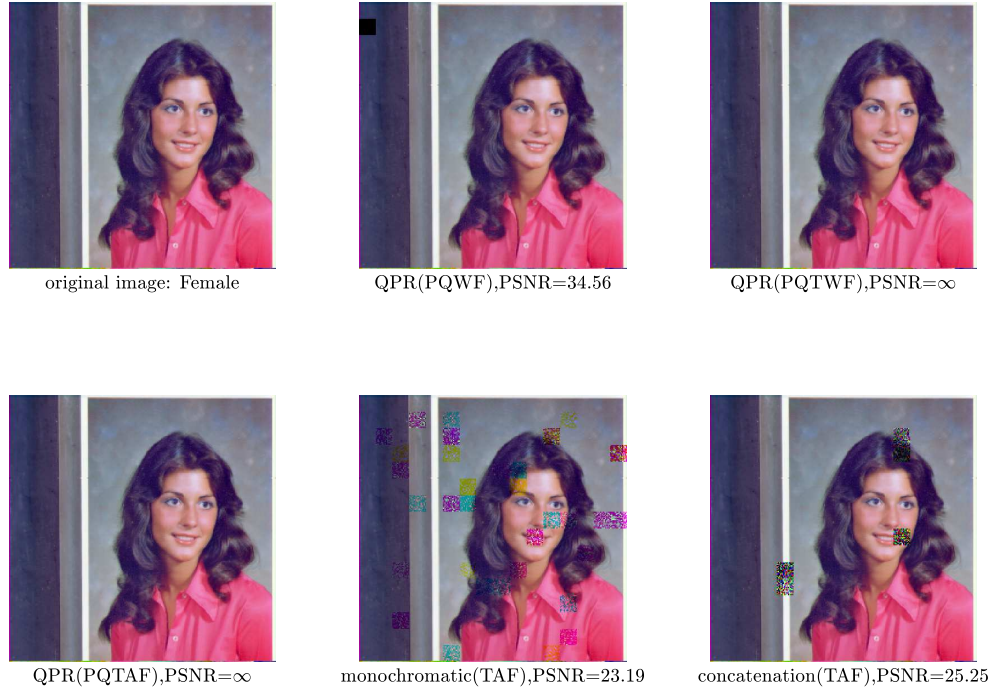 original image: Female
QPR(PQWF),PSNR=34.56
QPR(PQTWF),PSNR=∞
QPR(PQTAF),PSNR=∞
monochromatic(TAF),PSNR=23.19
concatenation(TAF),PSNR=25.25